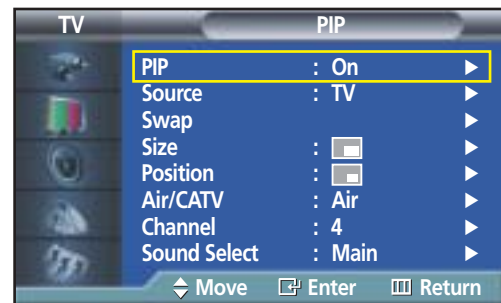 TV PIP
PIP : On
Source : TV
Swap
Size :
Position :
Air/CATV : Air
Channel : 4
Sound Select : Main
Move Enter Return